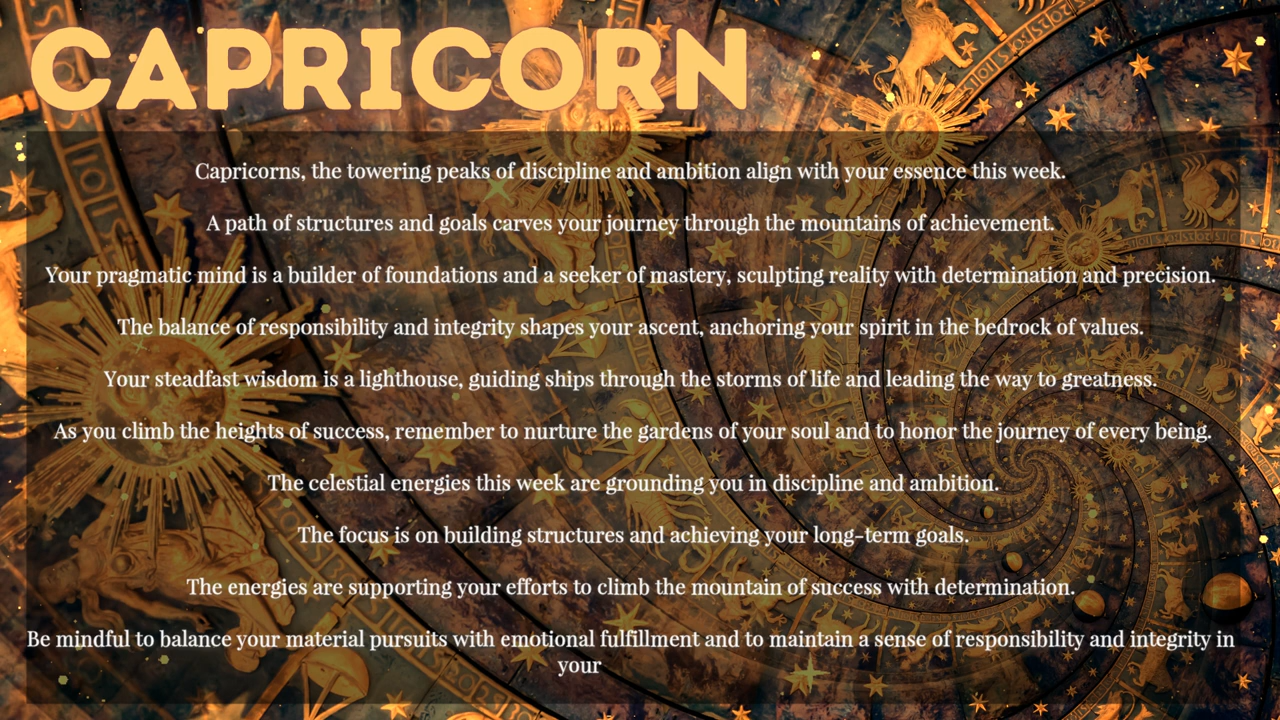 CAPRICORN
Capricorns, the towering peaks of discipline and ambition align with your essence this week.
A path of structures and goals carves your journey through the mountains of achievement.
Your pragmatic mind is a builder of foundations and a seeker of mastery, sculpting reality with determination and precision.
The balance of responsibility and integrity shapes your ascent, anchoring your spirit in the bedrock of values.
Your steadfast wisdom is a lighthouse, guiding ships through the storms of life and leading the way to greatness.
As you climb the heights of success, remember to nurture the gardens of your soul and to honor the journey of every being.
The celestial energies this week are grounding you in discipline and ambition.
The focus is on building structures and achieving your long-term goals.
The energies are supporting your efforts to climb the mountain of success with determination.
Be mindful to balance your material pursuits with emotional fulfillment and to maintain a sense of responsibility and integrity in
your